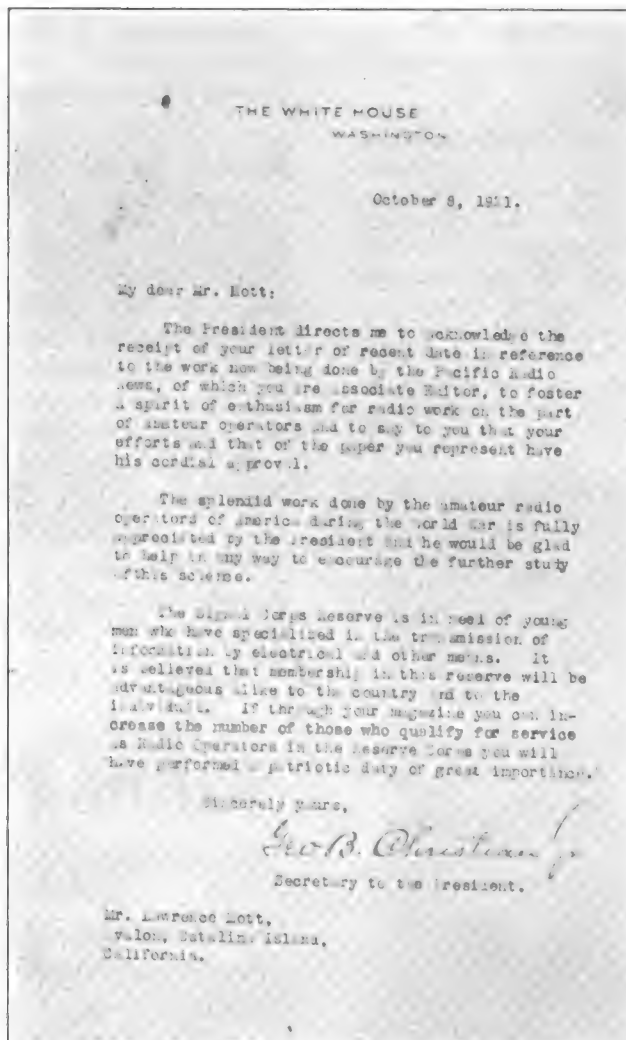 THE WHITE HOUSE
WASHINGTON
October 8, 1921.
My dear Mr. Mott:
The President directs me to acknowledge the
receipt of your letter of recent date in reference
to the work now being done by the Pacific Radio
News, of which you are Associate Editor, to foster
a spirit of enthusiasm for radio work on the part
of amateur operators and to say to you that your
efforts and that of the paper you represent have
his cordial approval.
The splendid work done by the amateur radio
operators of America during the World War is fully
appreciated by the President and he would be glad
to help in any way to encourage the further study
of this science.
The Signal Corps Reserve is in need of young
men who have specialized in the transmission of
information by electrical and other means. It
is believed that membership in this reserve will be
advantageous alike to the country and to the
individual. If through your magazine you can in-
crease the number of those who qualify for service
as Radio Operators in the Reserve Corps you will
have performed a patriotic duty of great importance.
Sincerely yours,
Geo B. Christian Jr
Secretary to the President.
Mr. Lawrence Mott,
Avalon, Catalina Island,
California.